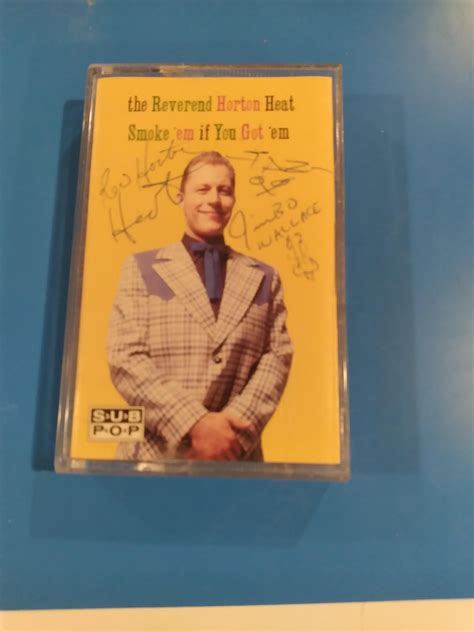 the Reverend Horton Heat
Smoke 'em if You Got 'em
Rev Horton
Heat
JimBO
WALLACE
SUB
POP